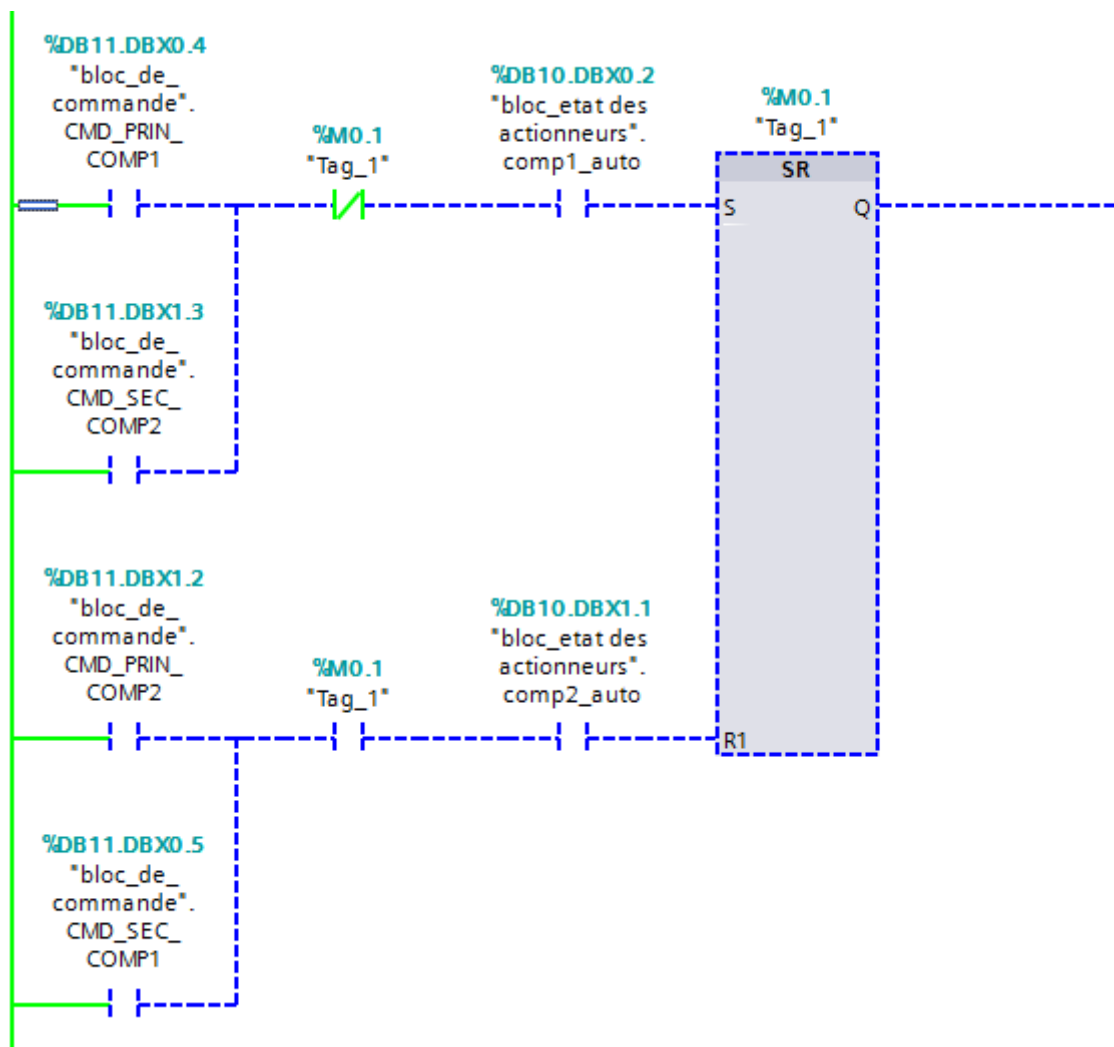 %DB11.DBX0.4
"bloc_de_
commande".
CMD_PRIN_
COMP1
%M0.1
"Tag_1"
%DB10.DBX0.2
"bloc_etat des
actionneurs".
comp1_auto
%M0.1
"Tag_1"
SR
S
Q
%DB11.DBX1.3
"bloc_de_
commande".
CMD_SEC_
COMP2
%DB11.DBX1.2
"bloc_de_
commande".
CMD_PRIN_
COMP2
%M0.1
"Tag_1"
%DB10.DBX1.1
"bloc_etat des
actionneurs".
comp2_auto
R1
%DB11.DBX0.5
"bloc_de_
commande".
CMD_SEC_
COMP1